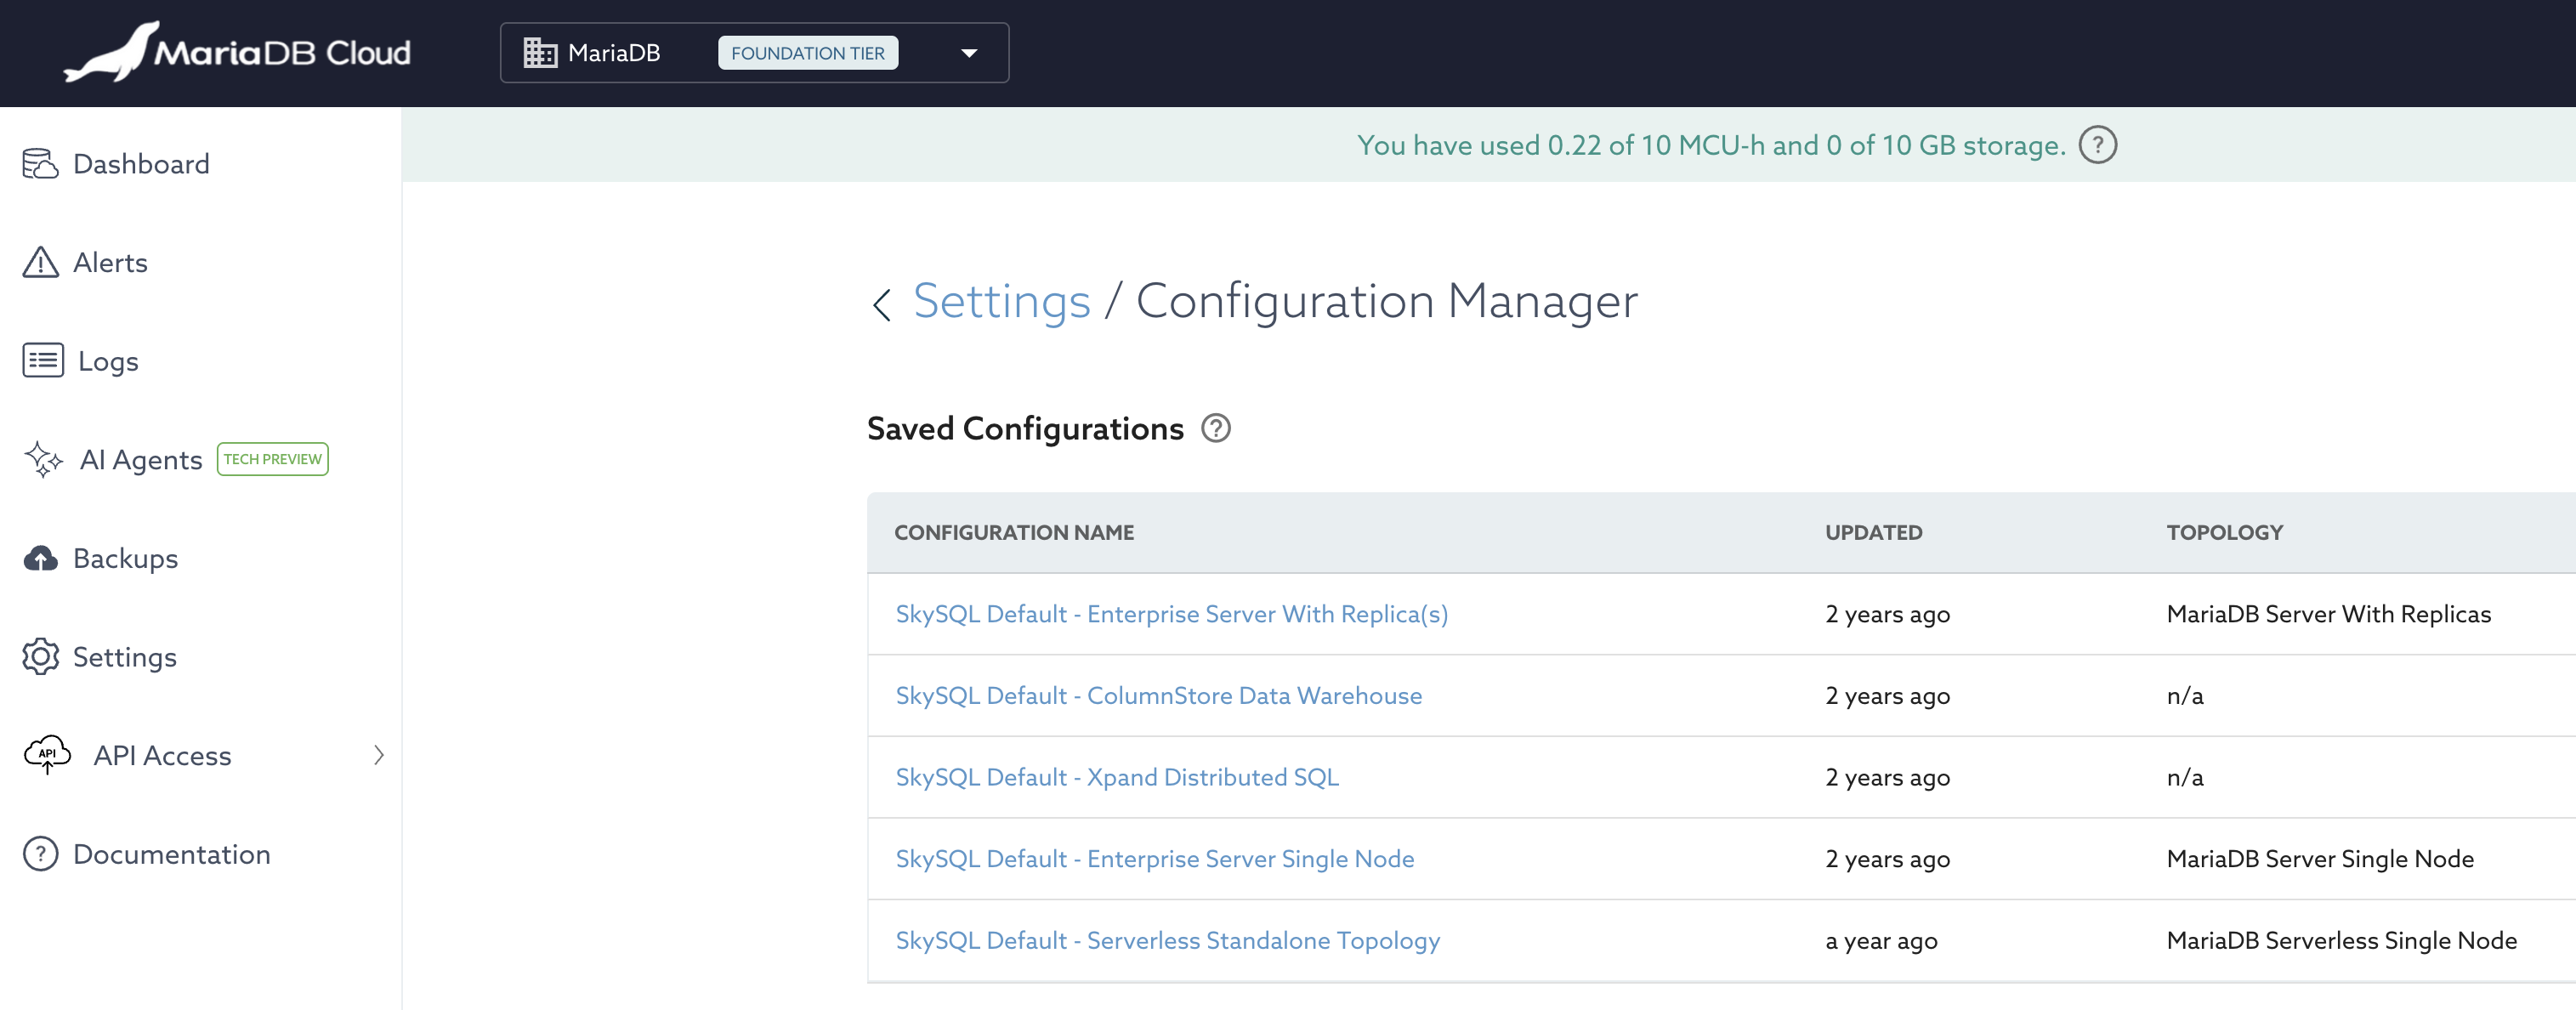 MariaDB Cloud
MariaDB FOUNDATION TIER
You have used 0.22 of 10 MCU-h and 0 of 10 GB storage. ?
Dashboard
Alerts
Logs
AI Agents TECH PREVIEW
Backups
Settings
API API Access
? Documentation
Settings / Configuration Manager
Saved Configurations ?
CONFIGURATION NAME UPDATED TOPOLOGY
SkySQL Default - Enterprise Server With Replica(s) 2 years ago MariaDB Server With Replicas
SkySQL Default - ColumnStore Data Warehouse 2 years ago n/a
SkySQL Default - Xpand Distributed SQL 2 years ago n/a
SkySQL Default - Enterprise Server Single Node 2 years ago MariaDB Server Single Node
SkySQL Default - Serverless Standalone Topology a year ago MariaDB Serverless Single Node